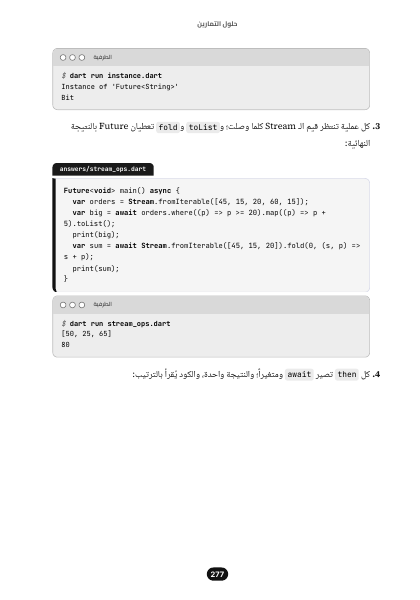 حلول التمارين
الطرفية
$ dart run instance.dart
Instance of 'Future<String>'
Bit
3. كل عملية تنتظر قيم الـ Stream كلما وصلت؛ و toList و fold تعطيان Future بالنتيجة
النهائية:
answers/stream_ops.dart
Future<void> main() async {
  var orders = Stream.fromIterable([45, 15, 20, 60, 15]);
  var big = await orders.where((p) => p >= 20).map((p) => p +
5).toList();
  print(big);
  var sum = await Stream.fromIterable([45, 15, 20]).fold(0, (s, p) =>
s + p);
  print(sum);
}
الطرفية
$ dart run stream_ops.dart
[50, 25, 65]
80
4. كل then تصير await ومتغيراً؛ والنتيجة واحدة، والكود يُقرأ بالترتيب:
277